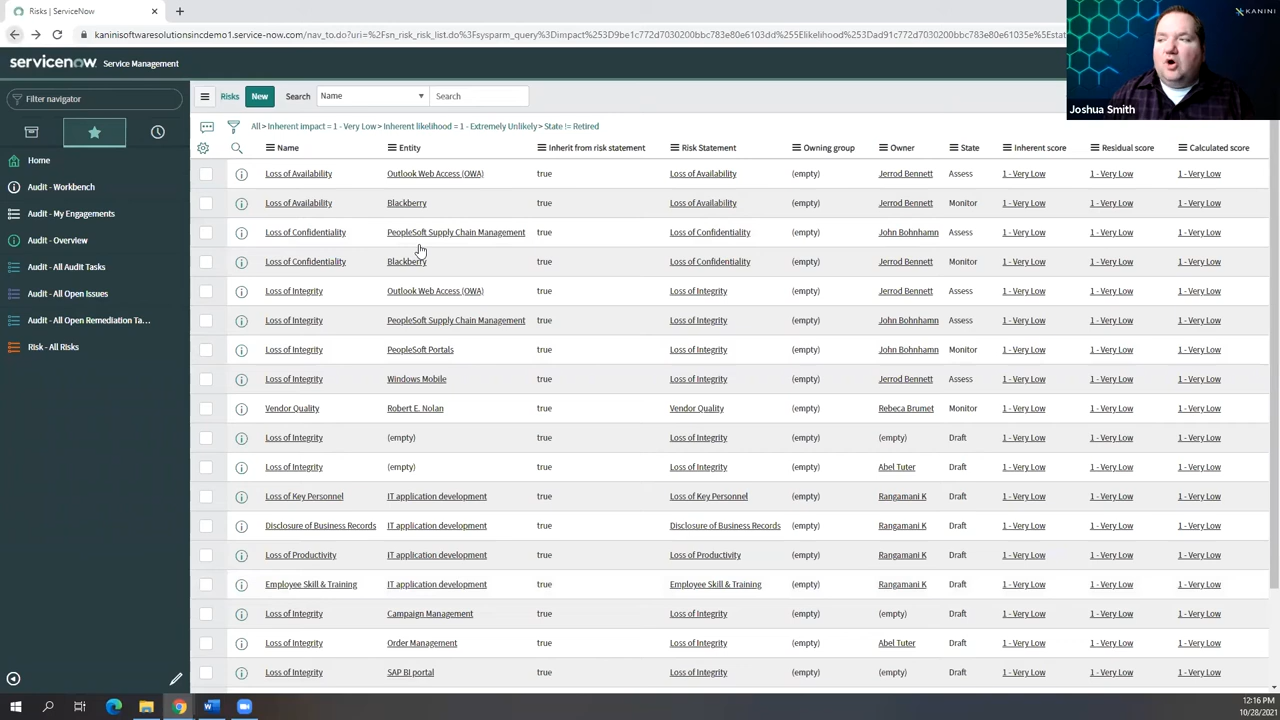 Risks | ServiceNow
kaninisoftwaresolutionsincdemo1.service-now.com/nav_to.do?uri=%2Fsn_risk_risk_list.do%3Fsysparm_query%3Dimpact%253D9be1c772d7030200bbc783e80e61035dd%255Elikelihood%253Dad91c772d7030200bbc783e80e61035e%5Estat
KANINI
Joshua Smith
servicenow Service Management
Filter navigator
Home
Audit - Workbench
Audit - My Engagements
Audit - Overview
Audit - All Audit Tasks
Audit - All Open Issues
Audit - All Open Remediation Ta...
Risk - All Risks
Risks New Search Name Search
All > Inherent impact = 1 - Very Low > Inherent likelihood = 1 - Extremely Unlikely > State != Retired
Name Entity Inherit from risk statement Risk Statement Owning group Owner State Inherent score Residual score Calculated score
Loss of Availability Outlook Web Access (OWA) true Loss of Availability (empty) Jerrod Bennett Assess 1 - Very Low 1 - Very Low 1 - Very Low
Loss of Availability Blackberry true Loss of Availability (empty) Jerrod Bennett Monitor 1 - Very Low 1 - Very Low 1 - Very Low
Loss of Confidentiality PeopleSoft Supply Chain Management true Loss of Confidentiality (empty) John Bohnhamn Assess 1 - Very Low 1 - Very Low 1 - Very Low
Loss of Confidentiality Blackberry true Loss of Confidentiality (empty) Jerrod Bennett Monitor 1 - Very Low 1 - Very Low 1 - Very Low
Loss of Integrity Outlook Web Access (OWA) true Loss of Integrity (empty) Jerrod Bennett Assess 1 - Very Low 1 - Very Low 1 - Very Low
Loss of Integrity PeopleSoft Supply Chain Management true Loss of Integrity (empty) John Bohnhamn Assess 1 - Very Low 1 - Very Low 1 - Very Low
Loss of Integrity PeopleSoft Portals true Loss of Integrity (empty) John Bohnhamn Monitor 1 - Very Low 1 - Very Low 1 - Very Low
Loss of Integrity Windows Mobile true Loss of Integrity (empty) Jerrod Bennett Assess 1 - Very Low 1 - Very Low 1 - Very Low
Vendor Quality Robert E. Nolan true Vendor Quality (empty) Rebeca Brumet Monitor 1 - Very Low 1 - Very Low 1 - Very Low
Loss of Integrity (empty) true Loss of Integrity (empty) (empty) Draft 1 - Very Low 1 - Very Low 1 - Very Low
Loss of Integrity (empty) true Loss of Integrity (empty) Abel Tuter Draft 1 - Very Low 1 - Very Low 1 - Very Low
Loss of Key Personnel IT application development true Loss of Key Personnel (empty) Rangamani K Draft 1 - Very Low 1 - Very Low 1 - Very Low
Disclosure of Business Records IT application development true Disclosure of Business Records (empty) Rangamani K Draft 1 - Very Low 1 - Very Low 1 - Very Low
Loss of Productivity IT application development true Loss of Productivity (empty) Rangamani K Draft 1 - Very Low 1 - Very Low 1 - Very Low
Employee Skill & Training IT application development true Employee Skill & Training (empty) Rangamani K Draft 1 - Very Low 1 - Very Low 1 - Very Low
Loss of Integrity Campaign Management true Loss of Integrity (empty) (empty) Draft 1 - Very Low 1 - Very Low 1 - Very Low
Loss of Integrity Order Management true Loss of Integrity (empty) Abel Tuter Draft 1 - Very Low 1 - Very Low 1 - Very Low
Loss of Integrity SAP BI portal true Loss of Integrity (empty) (empty) Draft 1 - Very Low 1 - Very Low 1 - Very Low
12:16 PM
10/28/2021